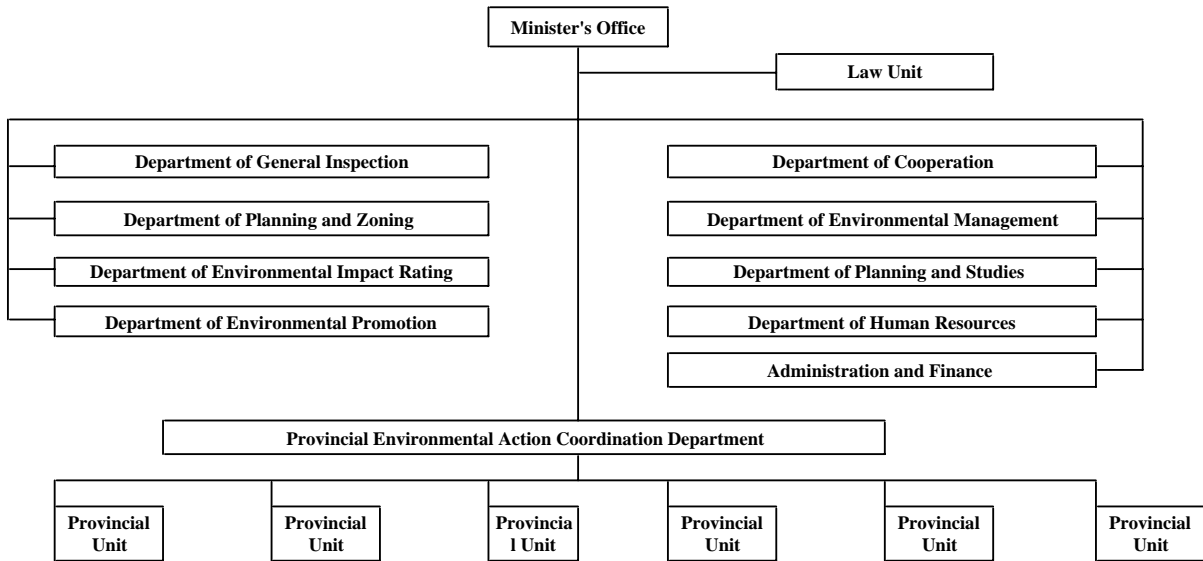 Minister's Office
Law Unit
Department of General Inspection
Department of Cooperation
Department of Planning and Zoning
Department of Environmental Management
Department of Environmental Impact Rating
Department of Planning and Studies
Department of Environmental Promotion
Department of Human Resources
Administration and Finance
Provincial Environmental Action Coordination Department
Provincial
Unit
Provincial
Unit
Provincia
l Unit
Provincial
Unit
Provincial
Unit
Provincial
Unit